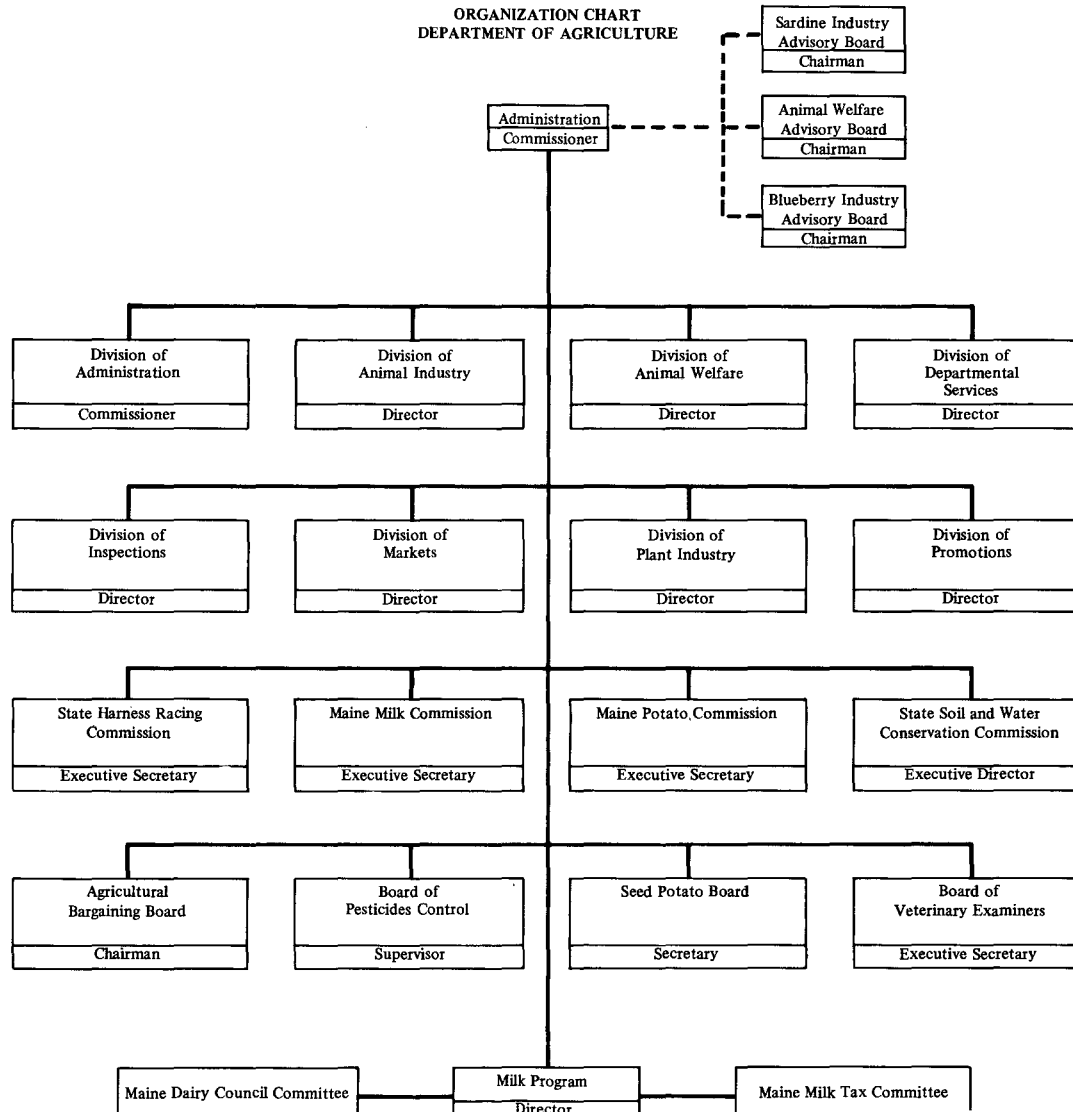 ORGANIZATION CHART
DEPARTMENT OF AGRICULTURE
Sardine Industry
Advisory Board
Chairman
Administration
Commissioner
Animal Welfare
Advisory Board
Chairman
Blueberry Industry
Advisory Board
Chairman
Division of
Administration
Commissioner
Division of
Animal Industry
Director
Division of
Animal Welfare
Director
Division of
Departmental
Services
Director
Division of
Inspections
Director
Division of
Markets
Director
Division of
Plant Industry
Director
Division of
Promotions
Director
State Harness Racing
Commission
Executive Secretary
Maine Milk Commission
Executive Secretary
Maine Potato Commission
Executive Secretary
State Soil and Water
Conservation Commission
Executive Director
Agricultural
Bargaining Board
Chairman
Board of
Pesticides Control
Supervisor
Seed Potato Board
Secretary
Board of
Veterinary Examiners
Executive Secretary
Maine Dairy Council Committee
Milk Program
Director
Maine Milk Tax Committee